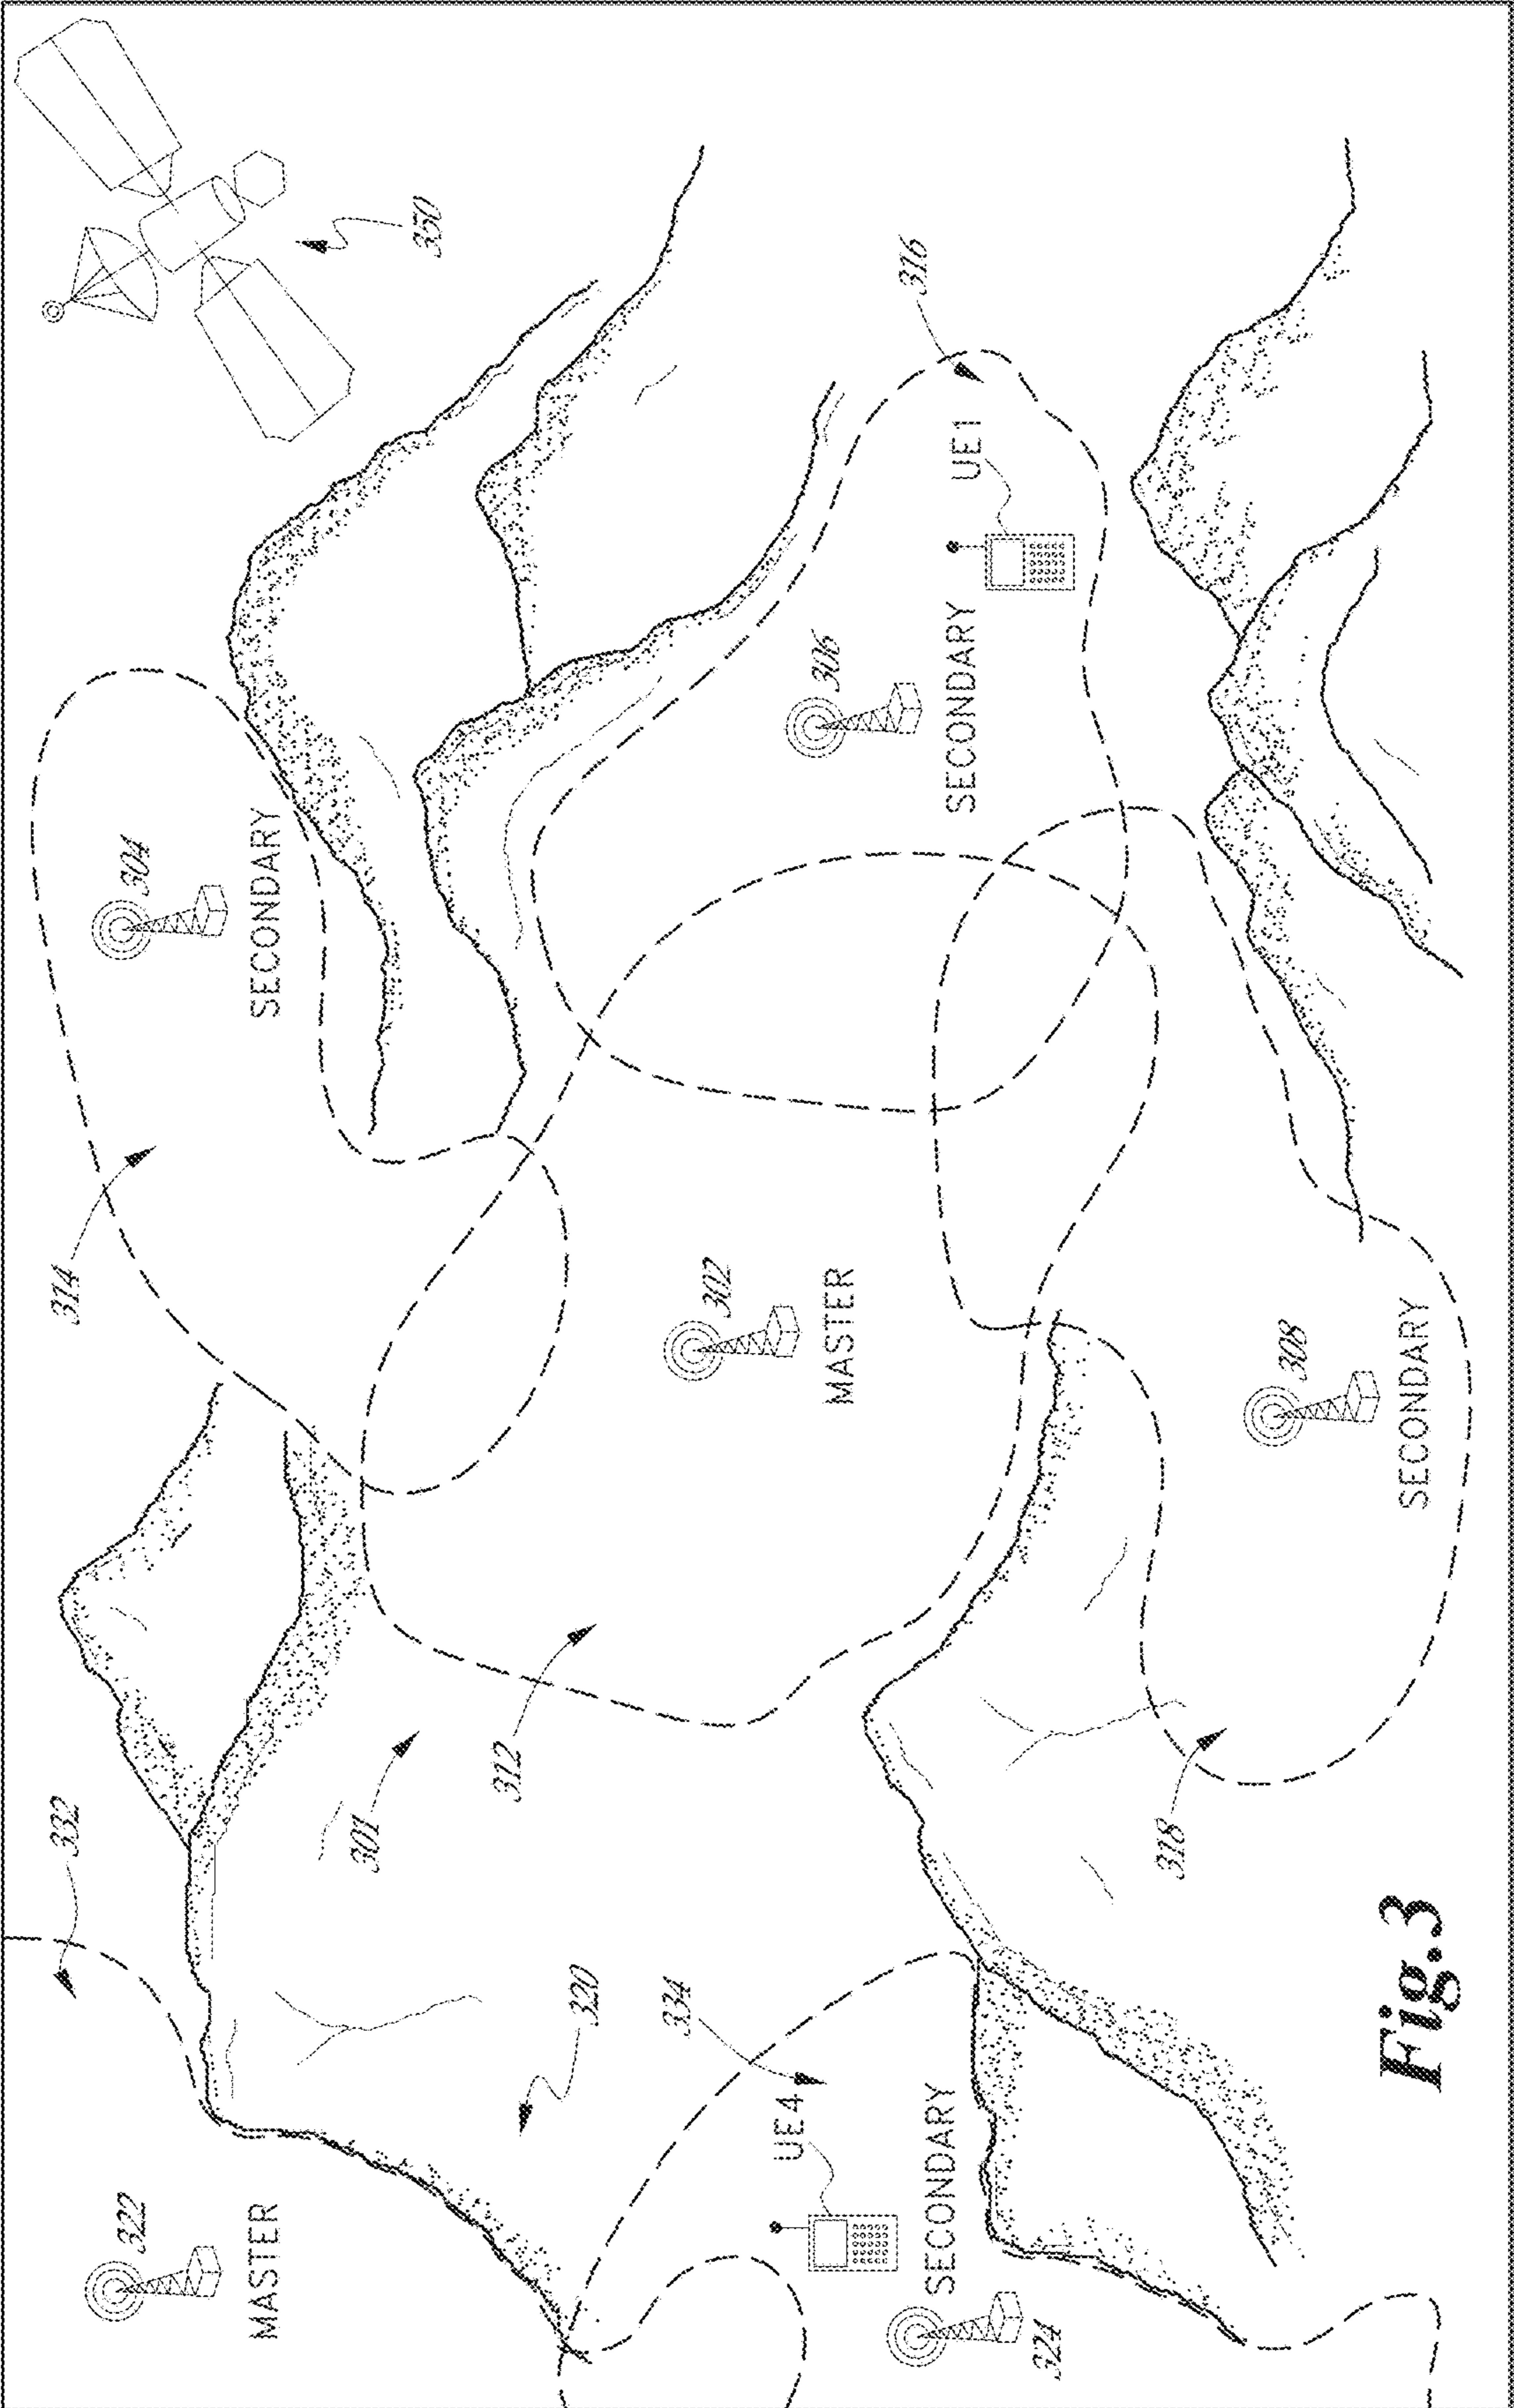 332
314
322
304
MASTER
SECONDARY
301
350
312
320
334
302
UE4
306
MASTER
316
SECONDARY
SECONDARY
UE1
324
318
308
SECONDARY
Fig.3